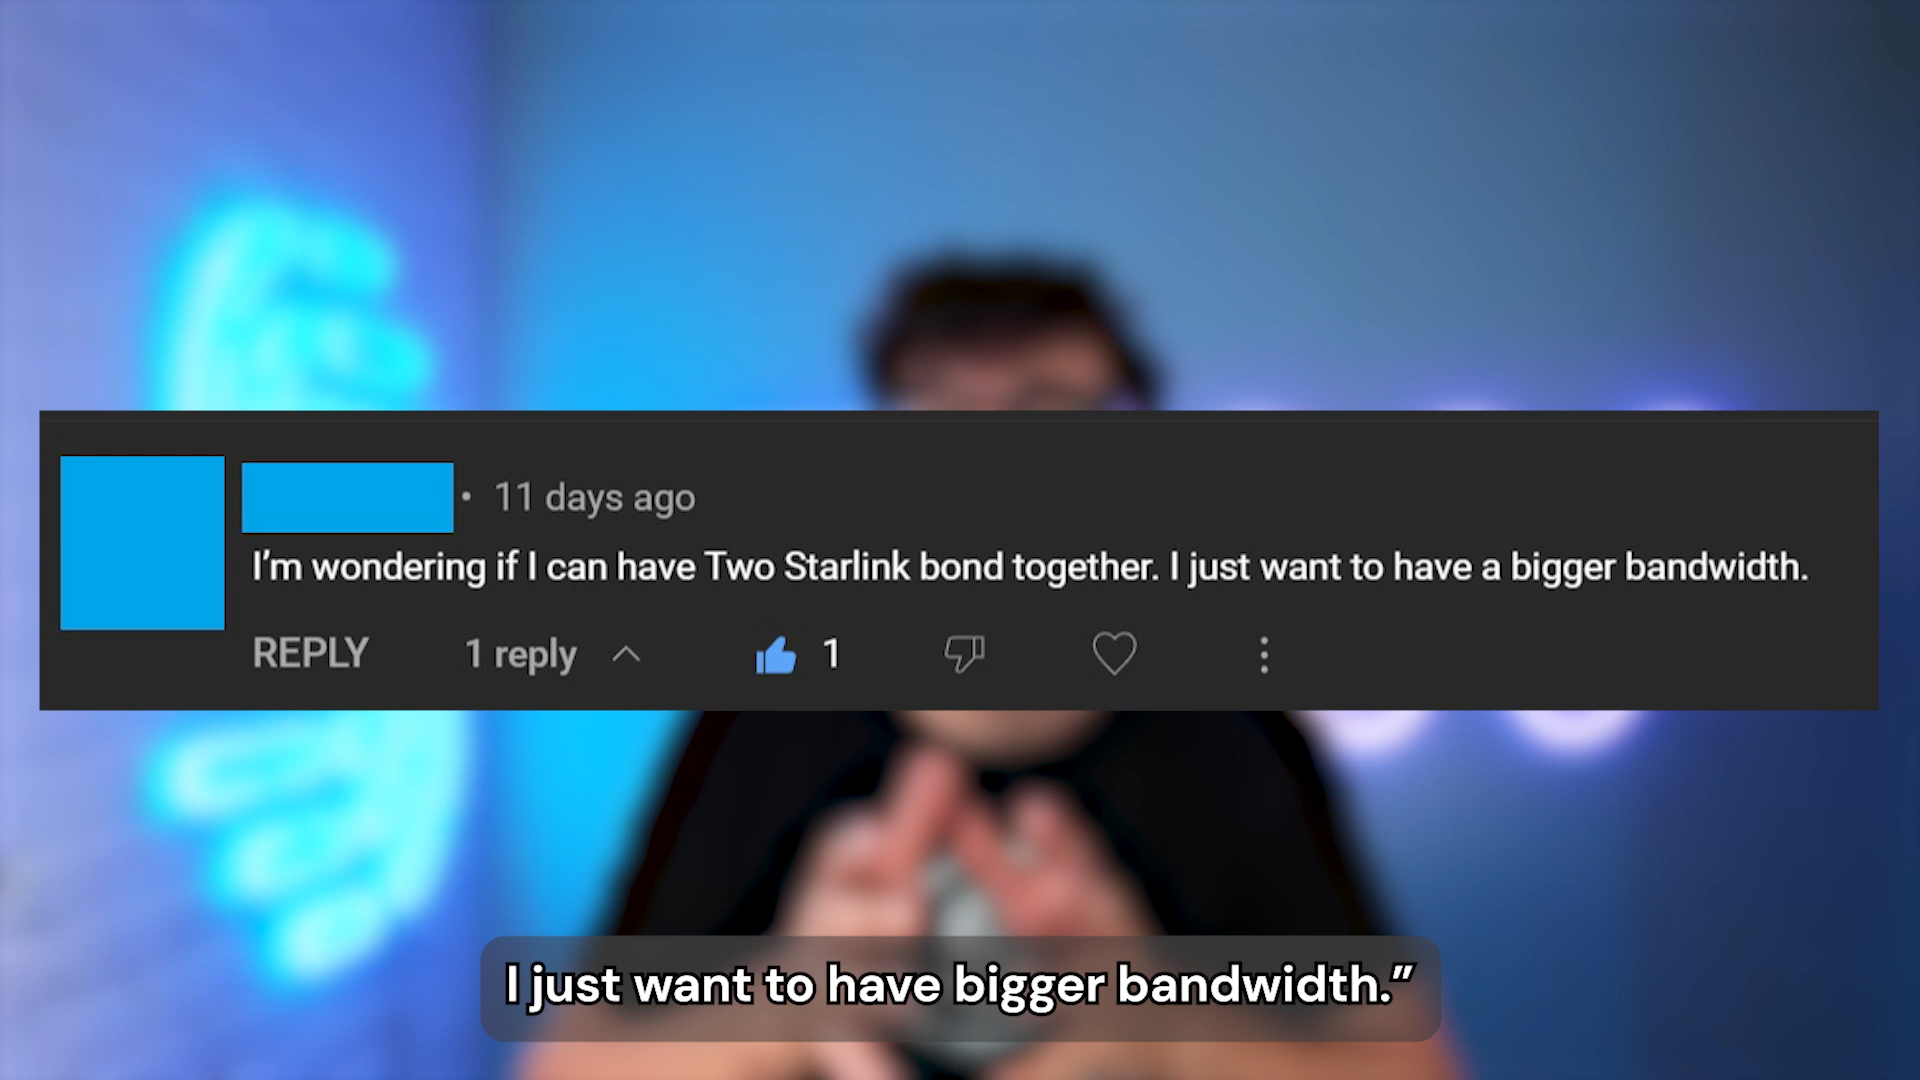 • 11 days ago
I’m wondering if I can have Two Starlink bond together. I just want to have a bigger bandwidth.
REPLY 1 reply 1
I just want to have bigger bandwidth.”